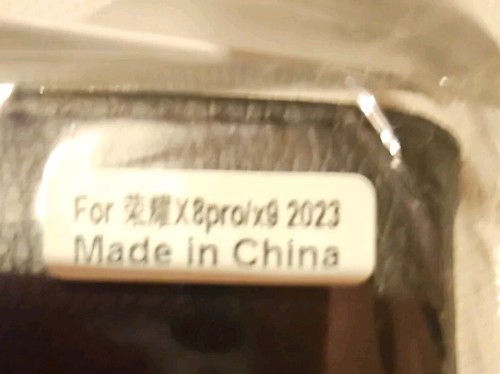 For 荣耀X8pro/x9 2023
Made in China